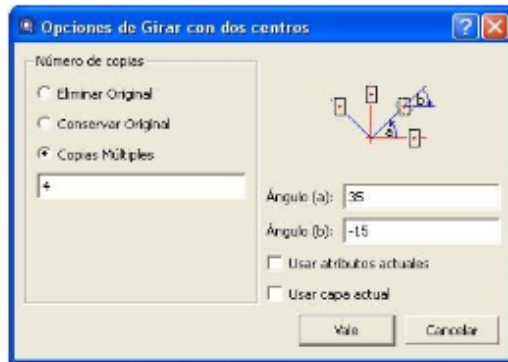 Opciones de Girar con dos centros
Número de copias
Eliminar Original
Conservar Original
Copias Múltiples
4
b
a
Ángulo (a): 35
Ángulo (b): -15
Usar atributos actuales
Usar capa actual
Vale
Cancelar